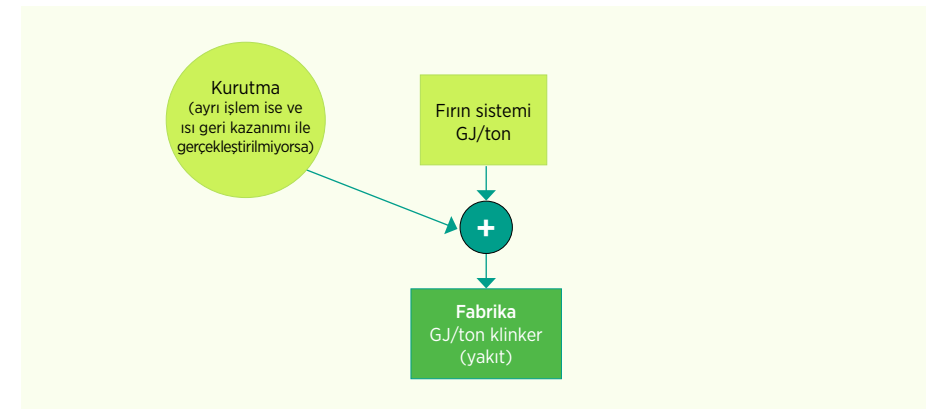 Kurutma
(ayrı işlem ise ve
ısı geri kazanımı ile
gerçekleştirilmiyorsa)
Fırın sistemi
GJ/ton
+
Fabrika
GJ/ton klinker
(yakıt)